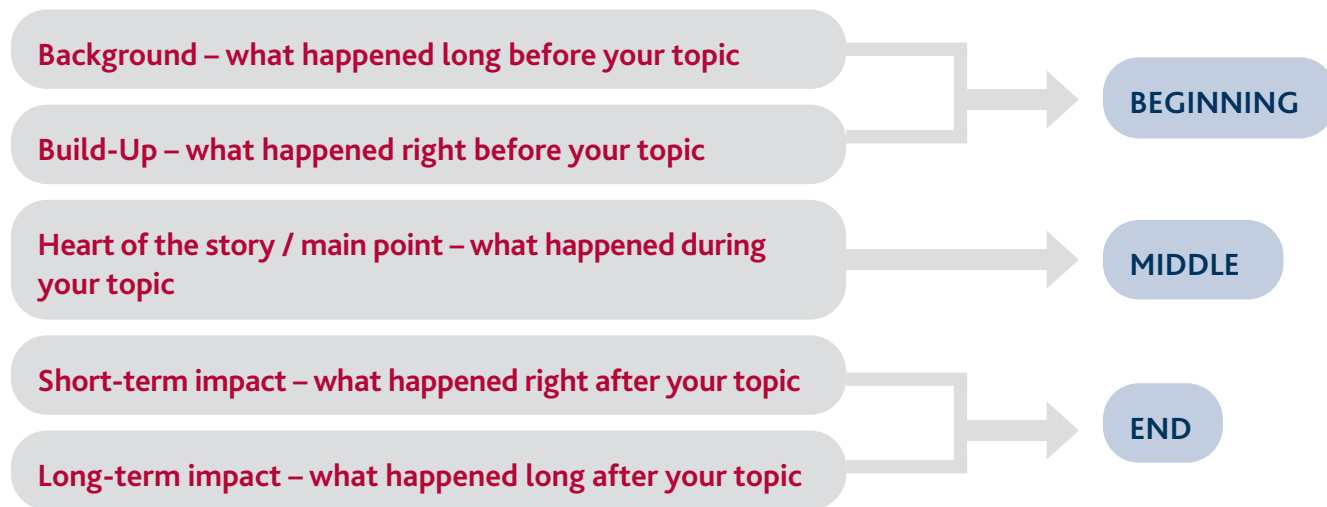 Background – what happened long before your topic
Build-Up – what happened right before your topic
BEGINNING
Heart of the story / main point – what happened during
your topic
MIDDLE
Short-term impact – what happened right after your topic
Long-term impact – what happened long after your topic
END